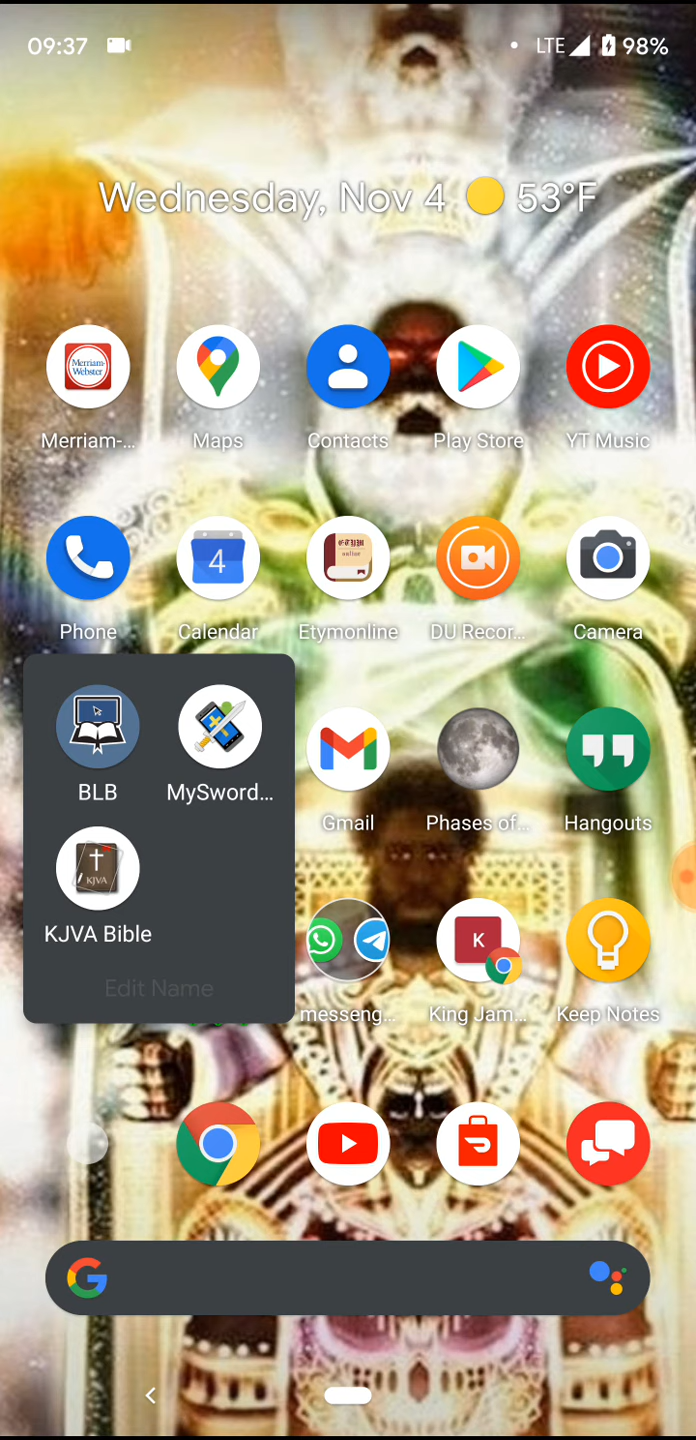 09:37
LTE 98%
Wednesday, Nov 4 53°F
Merriam-Webster
Merriam-... Maps Contacts Play Store YT Music
4
online
Phone Calendar Etymonline DU Recor... Camera
BLB MySword... Gmail Phases of... Hangouts
KJVA
K
KJVA Bible
messeng... King Jam... Keep Notes
Edit Name
G